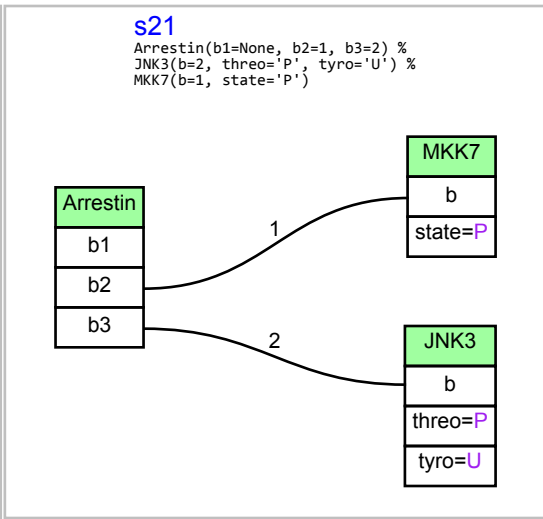 s21
Arrestin(b1=None, b2=1, b3=2) %
JNK3(b=2, threo='P', tyro='U') %
MKK7(b=1, state='P')
MKK7
b
state=P
Arrestin
b1
b2
b3
1
2
JNK3
b
threo=P
tyro=U